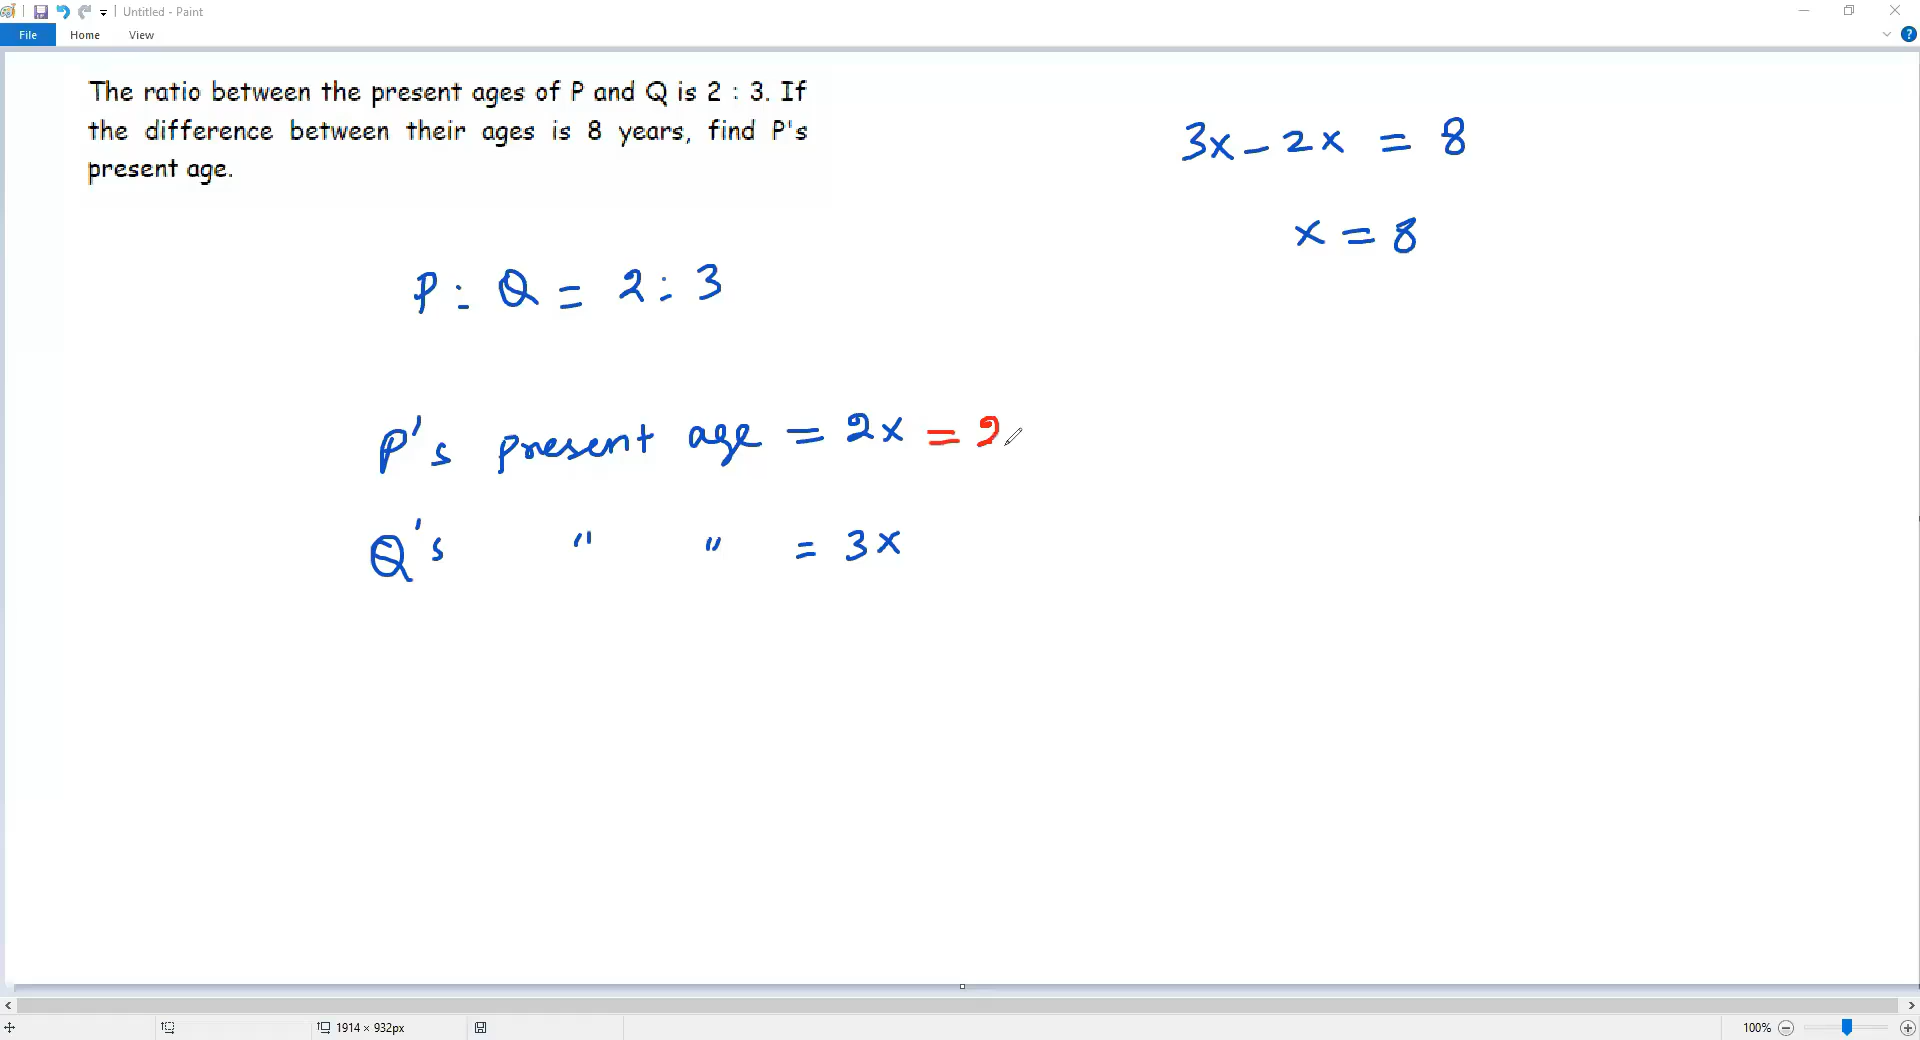 Untitled - Paint
File Home View
The ratio between the present ages of P and Q is 2 : 3. If
the difference between their ages is 8 years, find P's
present age.
3x - 2x = 8
x = 8
P : Q = 2 : 3
P's present age = 2x = 2
Q's " " = 3x
1914 × 932px
100%